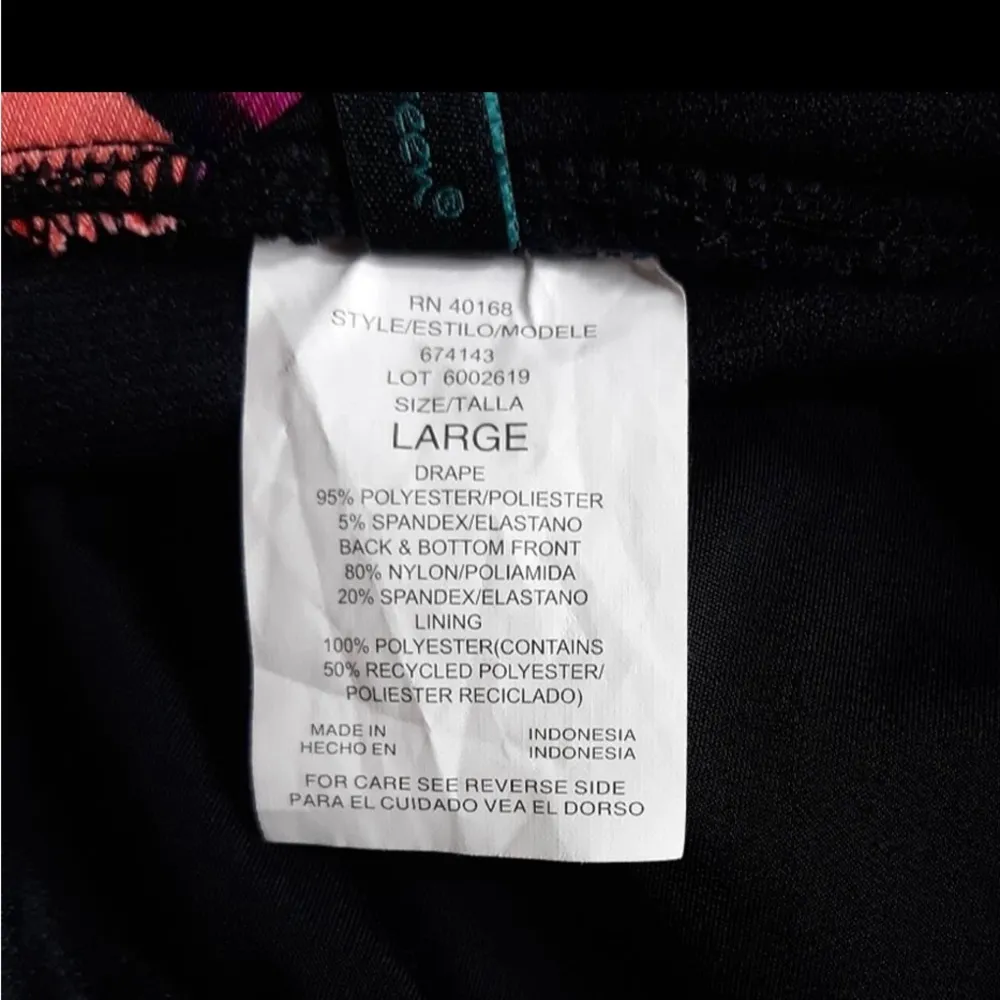 ®
RN 40168
STYLE/ESTILO/MODELE
674143
LOT 6002619
SIZE/TALLA
LARGE
DRAPE
95% POLYESTER/POLIESTER
5% SPANDEX/ELASTANO
BACK & BOTTOM FRONT
80% NYLON/POLIAMIDA
20% SPANDEX/ELASTANO
LINING
100% POLYESTER(CONTAINS
50% RECYCLED POLYESTER/
POLIESTER RECICLADO)
MADE IN INDONESIA
HECHO EN INDONESIA
FOR CARE SEE REVERSE SIDE
PARA EL CUIDADO VEA EL DORSO